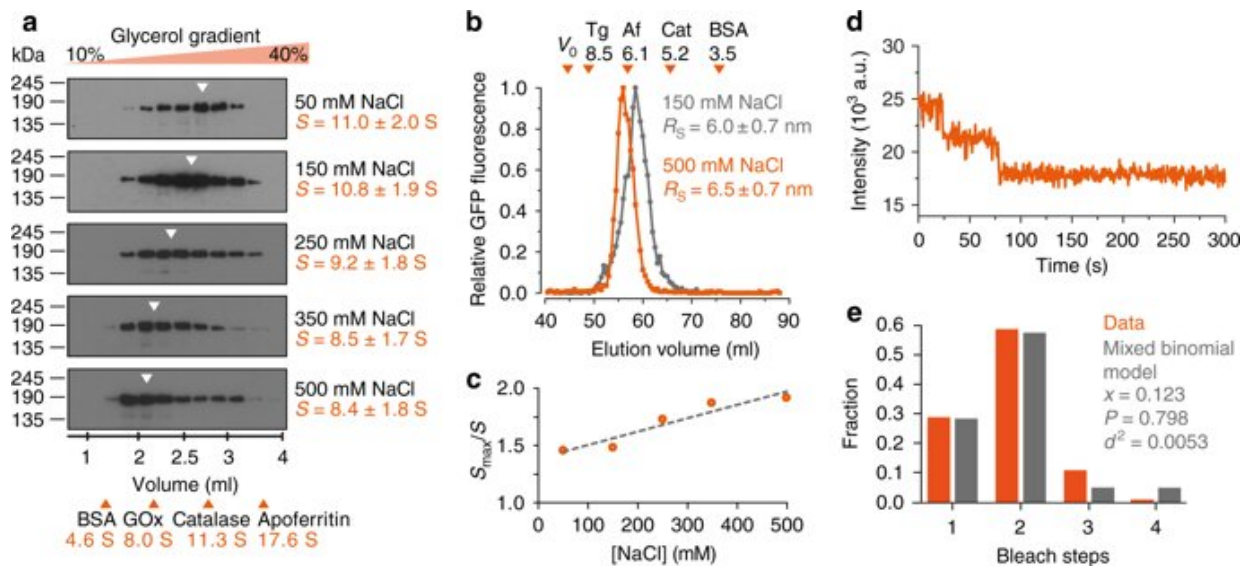 a
Glycerol gradient
kDa
10%
40%
245
190
135
50 mM NaCl
S = 11.0 ± 2.0 S
245
190
135
150 mM NaCl
S = 10.8 ± 1.9 S
245
190
135
250 mM NaCl
S = 9.2 ± 1.8 S
245
190
135
350 mM NaCl
S = 8.5 ± 1.7 S
245
190
135
500 mM NaCl
S = 8.4 ± 1.8 S
1 2 2.5 3 4
Volume (ml)
BSA GOx Catalase Apoferritin
4.6 S 8.0 S 11.3 S 17.6 S
b
Tg Af Cat BSA
V0 8.5 6.1 5.2 3.5
Relative GFP fluorescence
1.0
0.8
0.6
0.4
0.2
0.0
150 mM NaCl
RS = 6.0 ± 0.7 nm
500 mM NaCl
RS = 6.5 ± 0.7 nm
40 50 60 70 80 90
Elution volume (ml)
c
Smax/S
2.0
1.5
1.0
0 100 200 300 400 500
[NaCl] (mM)
d
Intensity (10³ a.u.)
30
25
20
15
0 50 100 150 200 250 300
Time (s)
e
Fraction
0.6
0.5
0.4
0.3
0.2
0.1
0.0
Data
Mixed binomial
model
x = 0.123
P = 0.798
d² = 0.0053
1 2 3 4
Bleach steps